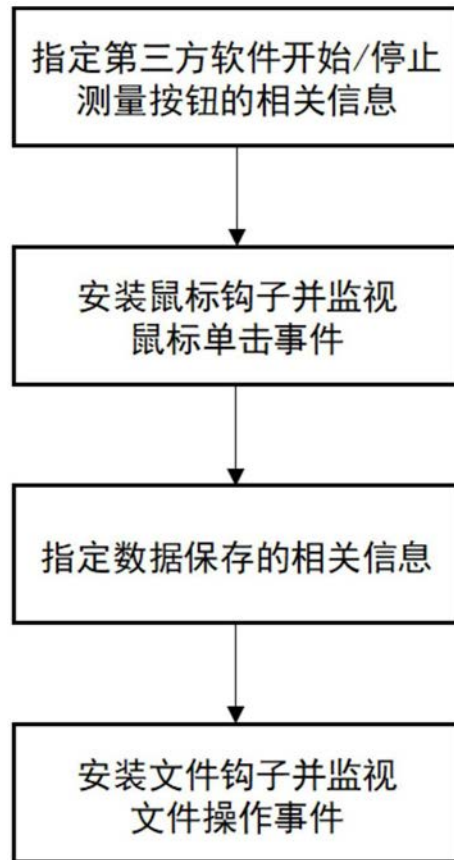 指定第三方软件开始/停止
测量按钮的相关信息
安装鼠标钩子并监视
鼠标单击事件
指定数据保存的相关信息
安装文件钩子并监视
文件操作事件